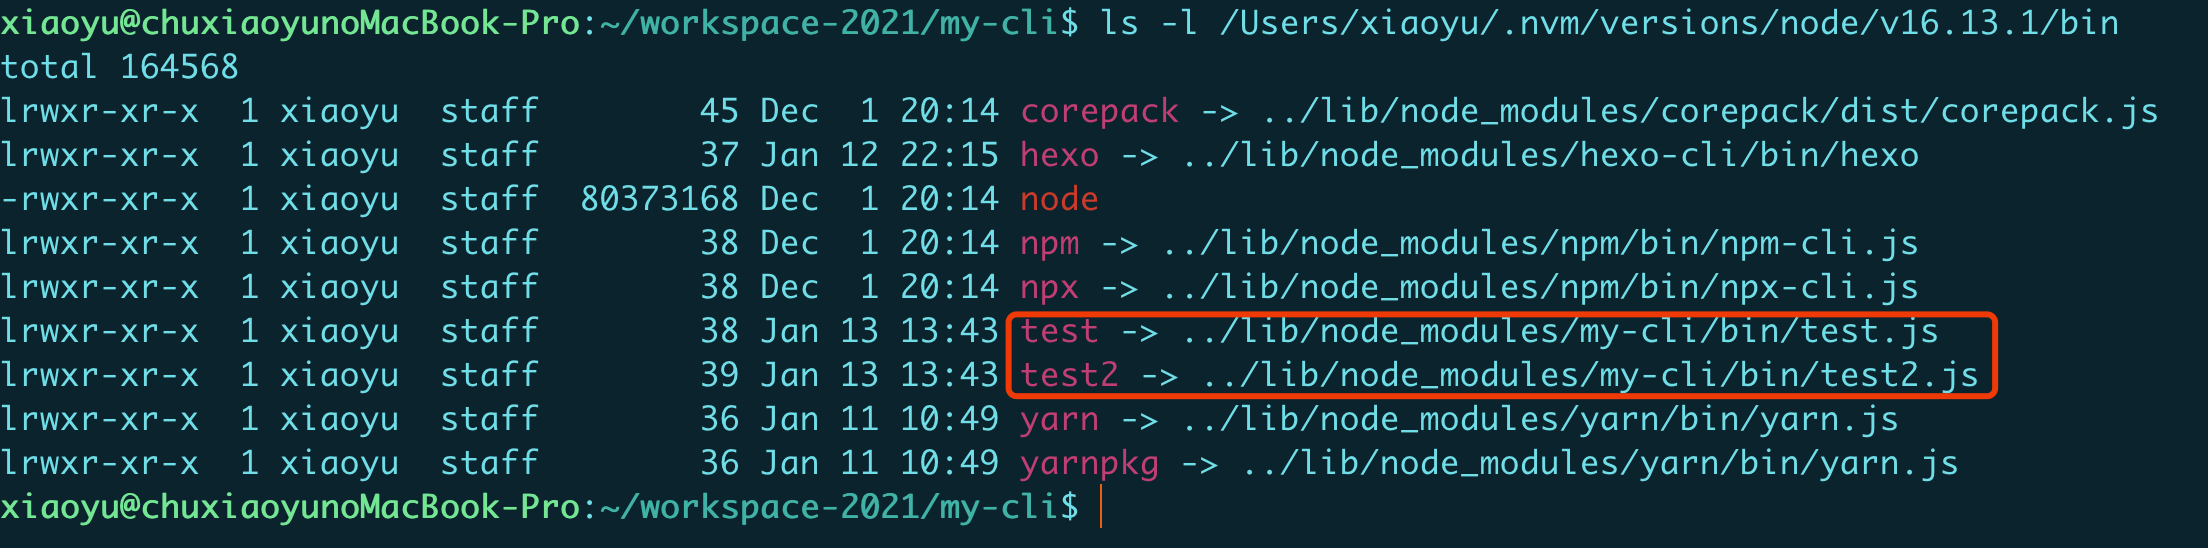 xiaoyu@chuxiaoyunoMacBook-Pro:~/workspace-2021/my-cli$ ls -l /Users/xiaoyu/.nvm/versions/node/v16.13.1/bin
total 164568
lrwxr-xr-x  1 xiaoyu  staff        45 Dec  1 20:14 corepack -> ../lib/node_modules/corepack/dist/corepack.js
lrwxr-xr-x  1 xiaoyu  staff        37 Jan 12 22:15 hexo -> ../lib/node_modules/hexo-cli/bin/hexo
-rwxr-xr-x  1 xiaoyu  staff  80373168 Dec  1 20:14 node
lrwxr-xr-x  1 xiaoyu  staff        38 Dec  1 20:14 npm -> ../lib/node_modules/npm/bin/npm-cli.js
lrwxr-xr-x  1 xiaoyu  staff        38 Dec  1 20:14 npx -> ../lib/node_modules/npm/bin/npx-cli.js
lrwxr-xr-x  1 xiaoyu  staff        38 Jan 13 13:43 test -> ../lib/node_modules/my-cli/bin/test.js
lrwxr-xr-x  1 xiaoyu  staff        39 Jan 13 13:43 test2 -> ../lib/node_modules/my-cli/bin/test2.js
lrwxr-xr-x  1 xiaoyu  staff        36 Jan 11 10:49 yarn -> ../lib/node_modules/yarn/bin/yarn.js
lrwxr-xr-x  1 xiaoyu  staff        36 Jan 11 10:49 yarnpkg -> ../lib/node_modules/yarn/bin/yarn.js
xiaoyu@chuxiaoyunoMacBook-Pro:~/workspace-2021/my-cli$